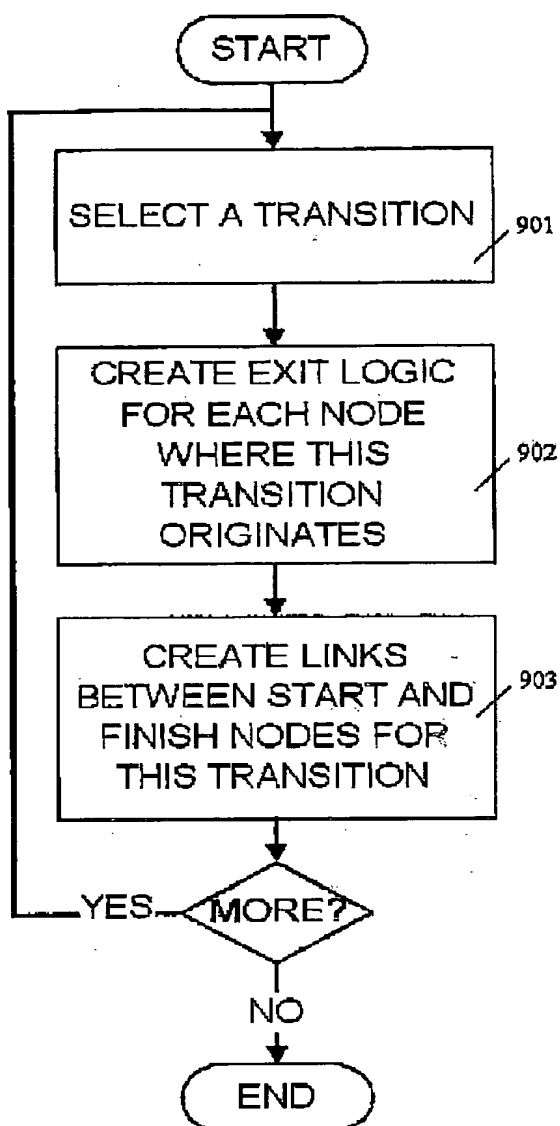 START
SELECT A TRANSITION
901
CREATE EXIT LOGIC
FOR EACH NODE
WHERE THIS
TRANSITION
ORIGINATES
902
CREATE LINKS
BETWEEN START AND
FINISH NODES FOR
THIS TRANSITION
903
YES
MORE?
NO
END